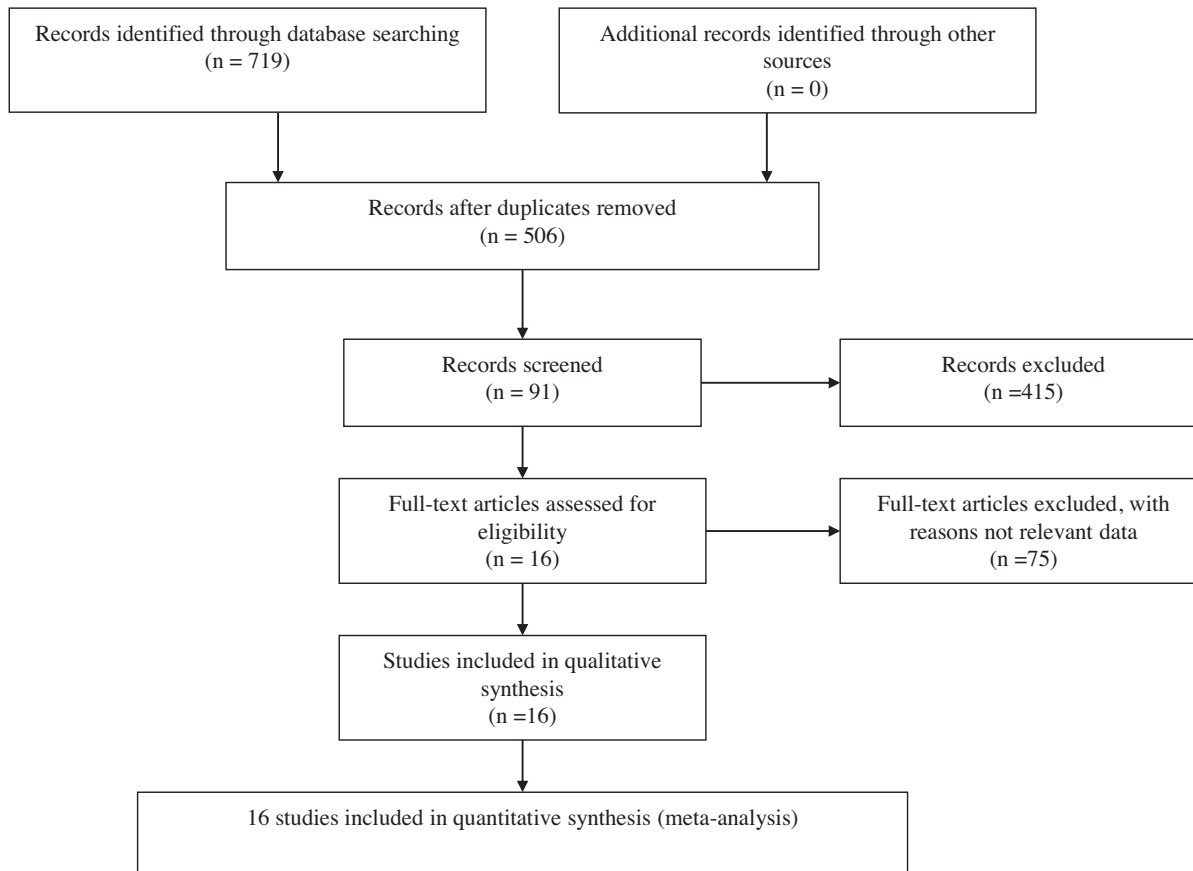 Records identified through database searching
(n = 719)
Additional records identified through other
sources
(n = 0)
Records after duplicates removed
(n = 506)
Records screened
(n = 91)
Records excluded
(n =415)
Full-text articles assessed for
eligibility
(n = 16)
Full-text articles excluded, with
reasons not relevant data
(n =75)
Studies included in qualitative
synthesis
(n =16)
16 studies included in quantitative synthesis (meta-analysis)